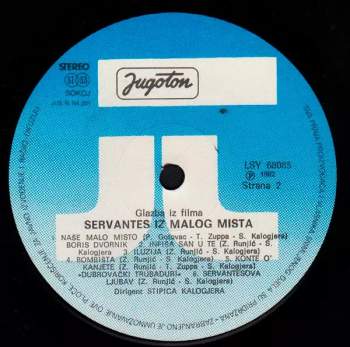 STEREO
SOKOJ
Jugoton
LSY 68065
℗ 1982
Strana 2
Glazba iz filma
SERVANTES IZ MALOG MISTA
1. NAŠE MALO MISTO (P. Gotovac - T. Zuppa - S. Kalogjera)
BORIS DVORNIK - 2. INFIŠA SAN U TE (Z. Runjić - S.
Kalogjera) - 3. ILUZIJA (Z. Runjić - S. Kalogjera)
4. BOMBISTA (Z. Runjić - S. Kalogjera) - 5. KONTE O'
KANJETE (Z. Runjić - T. Zuppa - S. Kalogjera)
»DUBROVAČKI TRUBADURI« - 6. SERVANTESOVA
LJUBAV (Z. Runjić - S. Kalogjera)
Dirigent STIPICA KALOGJERA